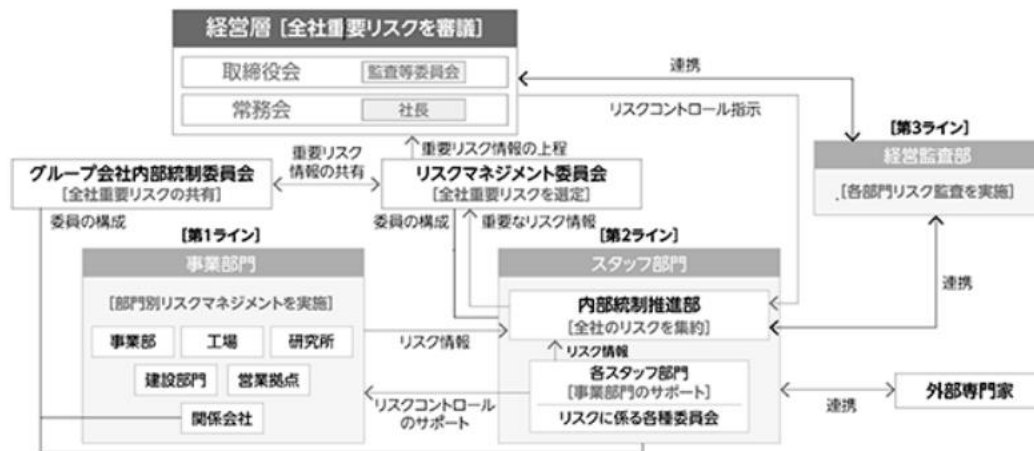 経営層 [全社重要リスクを審議]
取締役会
監査等委員会
常務会
社長
連携
リスクコントロール指示
[第3ライン]
経営監査部
[各部門リスク監査を実施]
重要リスク
情報の共有
重要リスク情報の上程
グループ会社内部統制委員会
[全社重要リスクの共有]
リスクマネジメント委員会
[全社重要リスクを選定]
委員の構成
委員の構成
重要なリスク情報
[第1ライン]
事業部門
[部門別リスクマネジメントを実施]
事業部
工場
研究所
建設部門
営業拠点
関係会社
リスク情報
リスクコントロール
のサポート
[第2ライン]
スタッフ部門
内部統制推進部
[全社のリスクを集約]
リスク情報
各スタッフ部門
[事業部門のサポート]
リスクに係る各種委員会
連携
連携
外部専門家